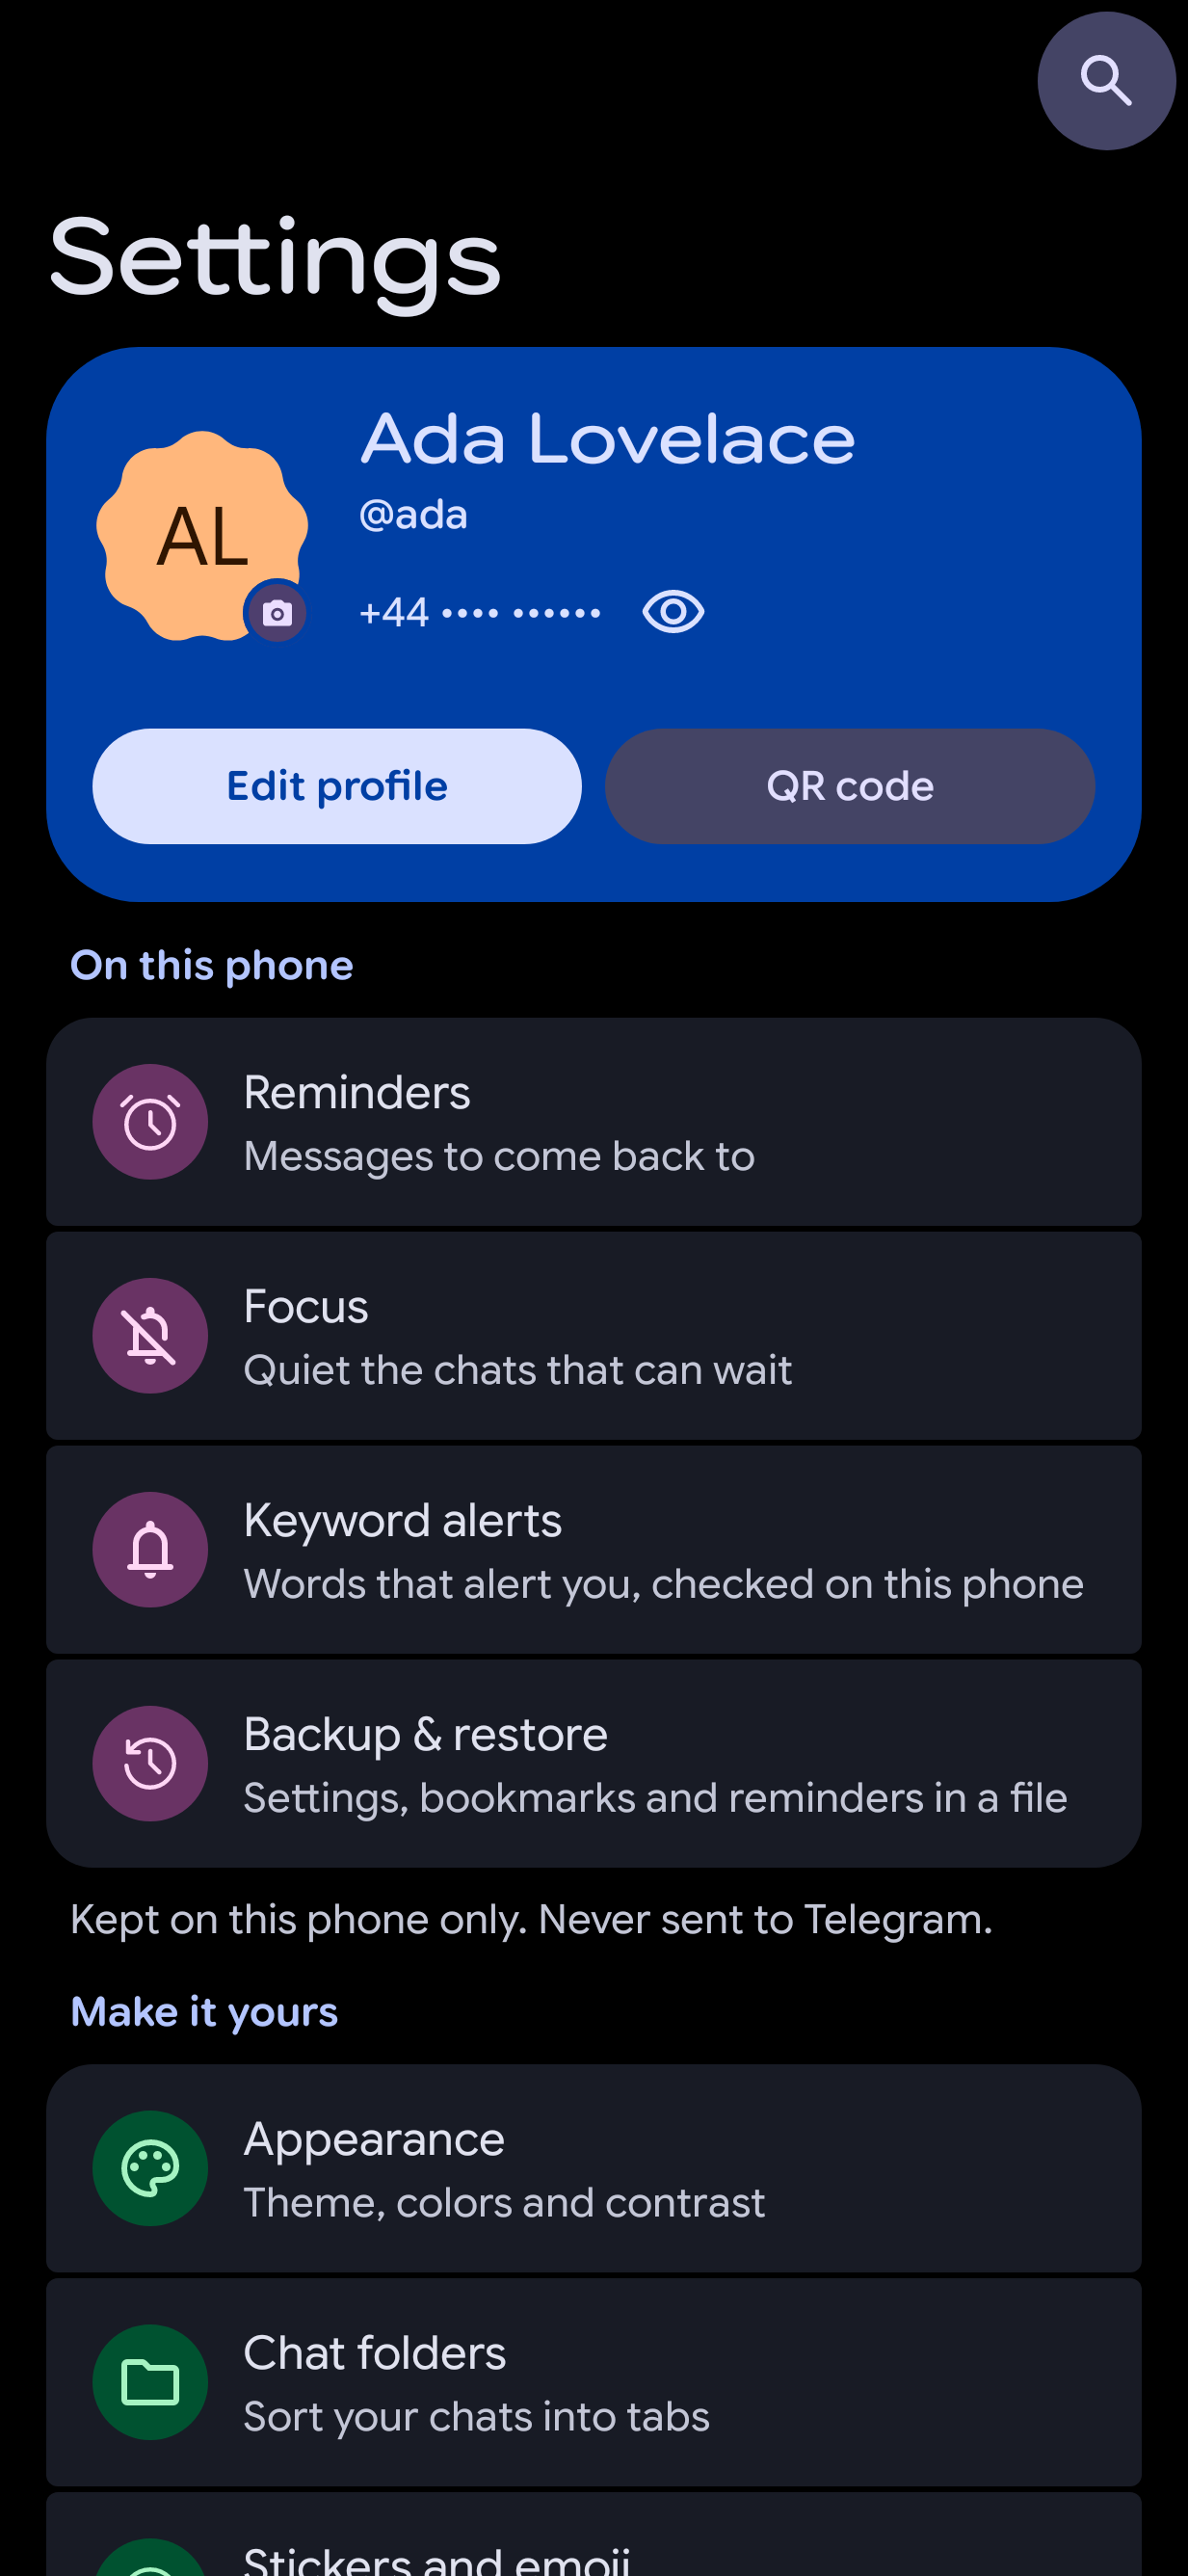 Settings
AL
Ada Lovelace
@ada
+44 •••• ••••••
Edit profile
QR code
On this phone
Reminders
Messages to come back to
Focus
Quiet the chats that can wait
Keyword alerts
Words that alert you, checked on this phone
Backup & restore
Settings, bookmarks and reminders in a file
Kept on this phone only. Never sent to Telegram.
Make it yours
Appearance
Theme, colors and contrast
Chat folders
Sort your chats into tabs
Stickers and emoji